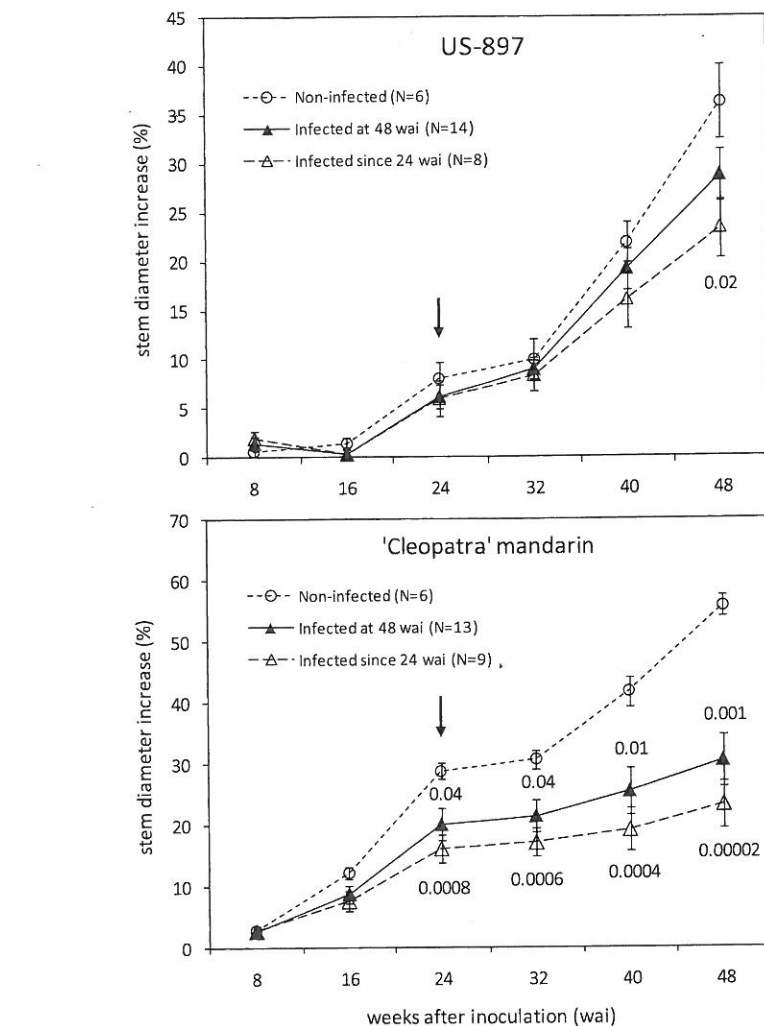 US-897
45
40
35
30
25
20
15
10
5
0
stem diameter increase (%)
Non-infected (N=6)
Infected at 48 wai (N=14)
Infected since 24 wai (N=8)
0.02
8 16 24 32 40 48
'Cleopatra' mandarin
70
60
50
40
30
20
10
0
stem diameter increase (%)
Non-infected (N=6)
Infected at 48 wai (N=13)
Infected since 24 wai (N=9)
0.04 0.04 0.01 0.001
0.0008 0.0006 0.0004 0.00002
8 16 24 32 40 48
weeks after inoculation (wai)